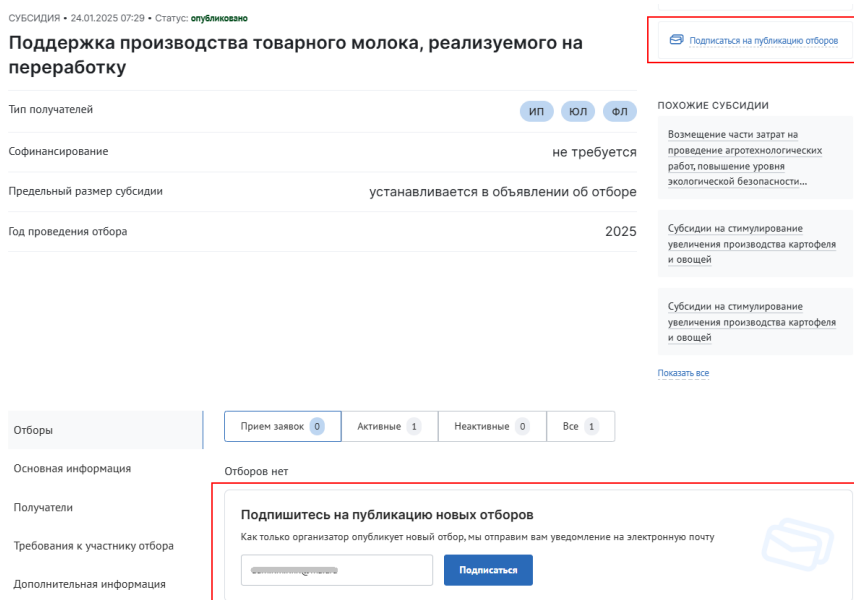 СУБСИДИЯ • 24.01.2025 07:29 • Статус: опубликовано
Поддержка производства товарного молока, реализуемого на
переработку
Тип получателей
ИП ЮЛ ФЛ
Софинансирование
не требуется
Предельный размер субсидии
устанавливается в объявлении об отборе
Год проведения отбора
2025
Подписаться на публикацию отборов
ПОХОЖИЕ СУБСИДИИ
Возмещение части затрат на
проведение агротехнологических
работ, повышение уровня
экологической безопасности...
Субсидии на стимулирование
увеличения производства картофеля
и овощей
Субсидии на стимулирование
увеличения производства картофеля
и овощей
Показать все
Отборы
Основная информация
Получатели
Требования к участнику отбора
Дополнительная информация
Прием заявок 0
Активные 1
Неактивные 0
Все 1
Отборов нет
Подпишитесь на публикацию новых отборов
Как только организатор опубликует новый отбор, мы отправим вам уведомление на электронную почту
Подписаться